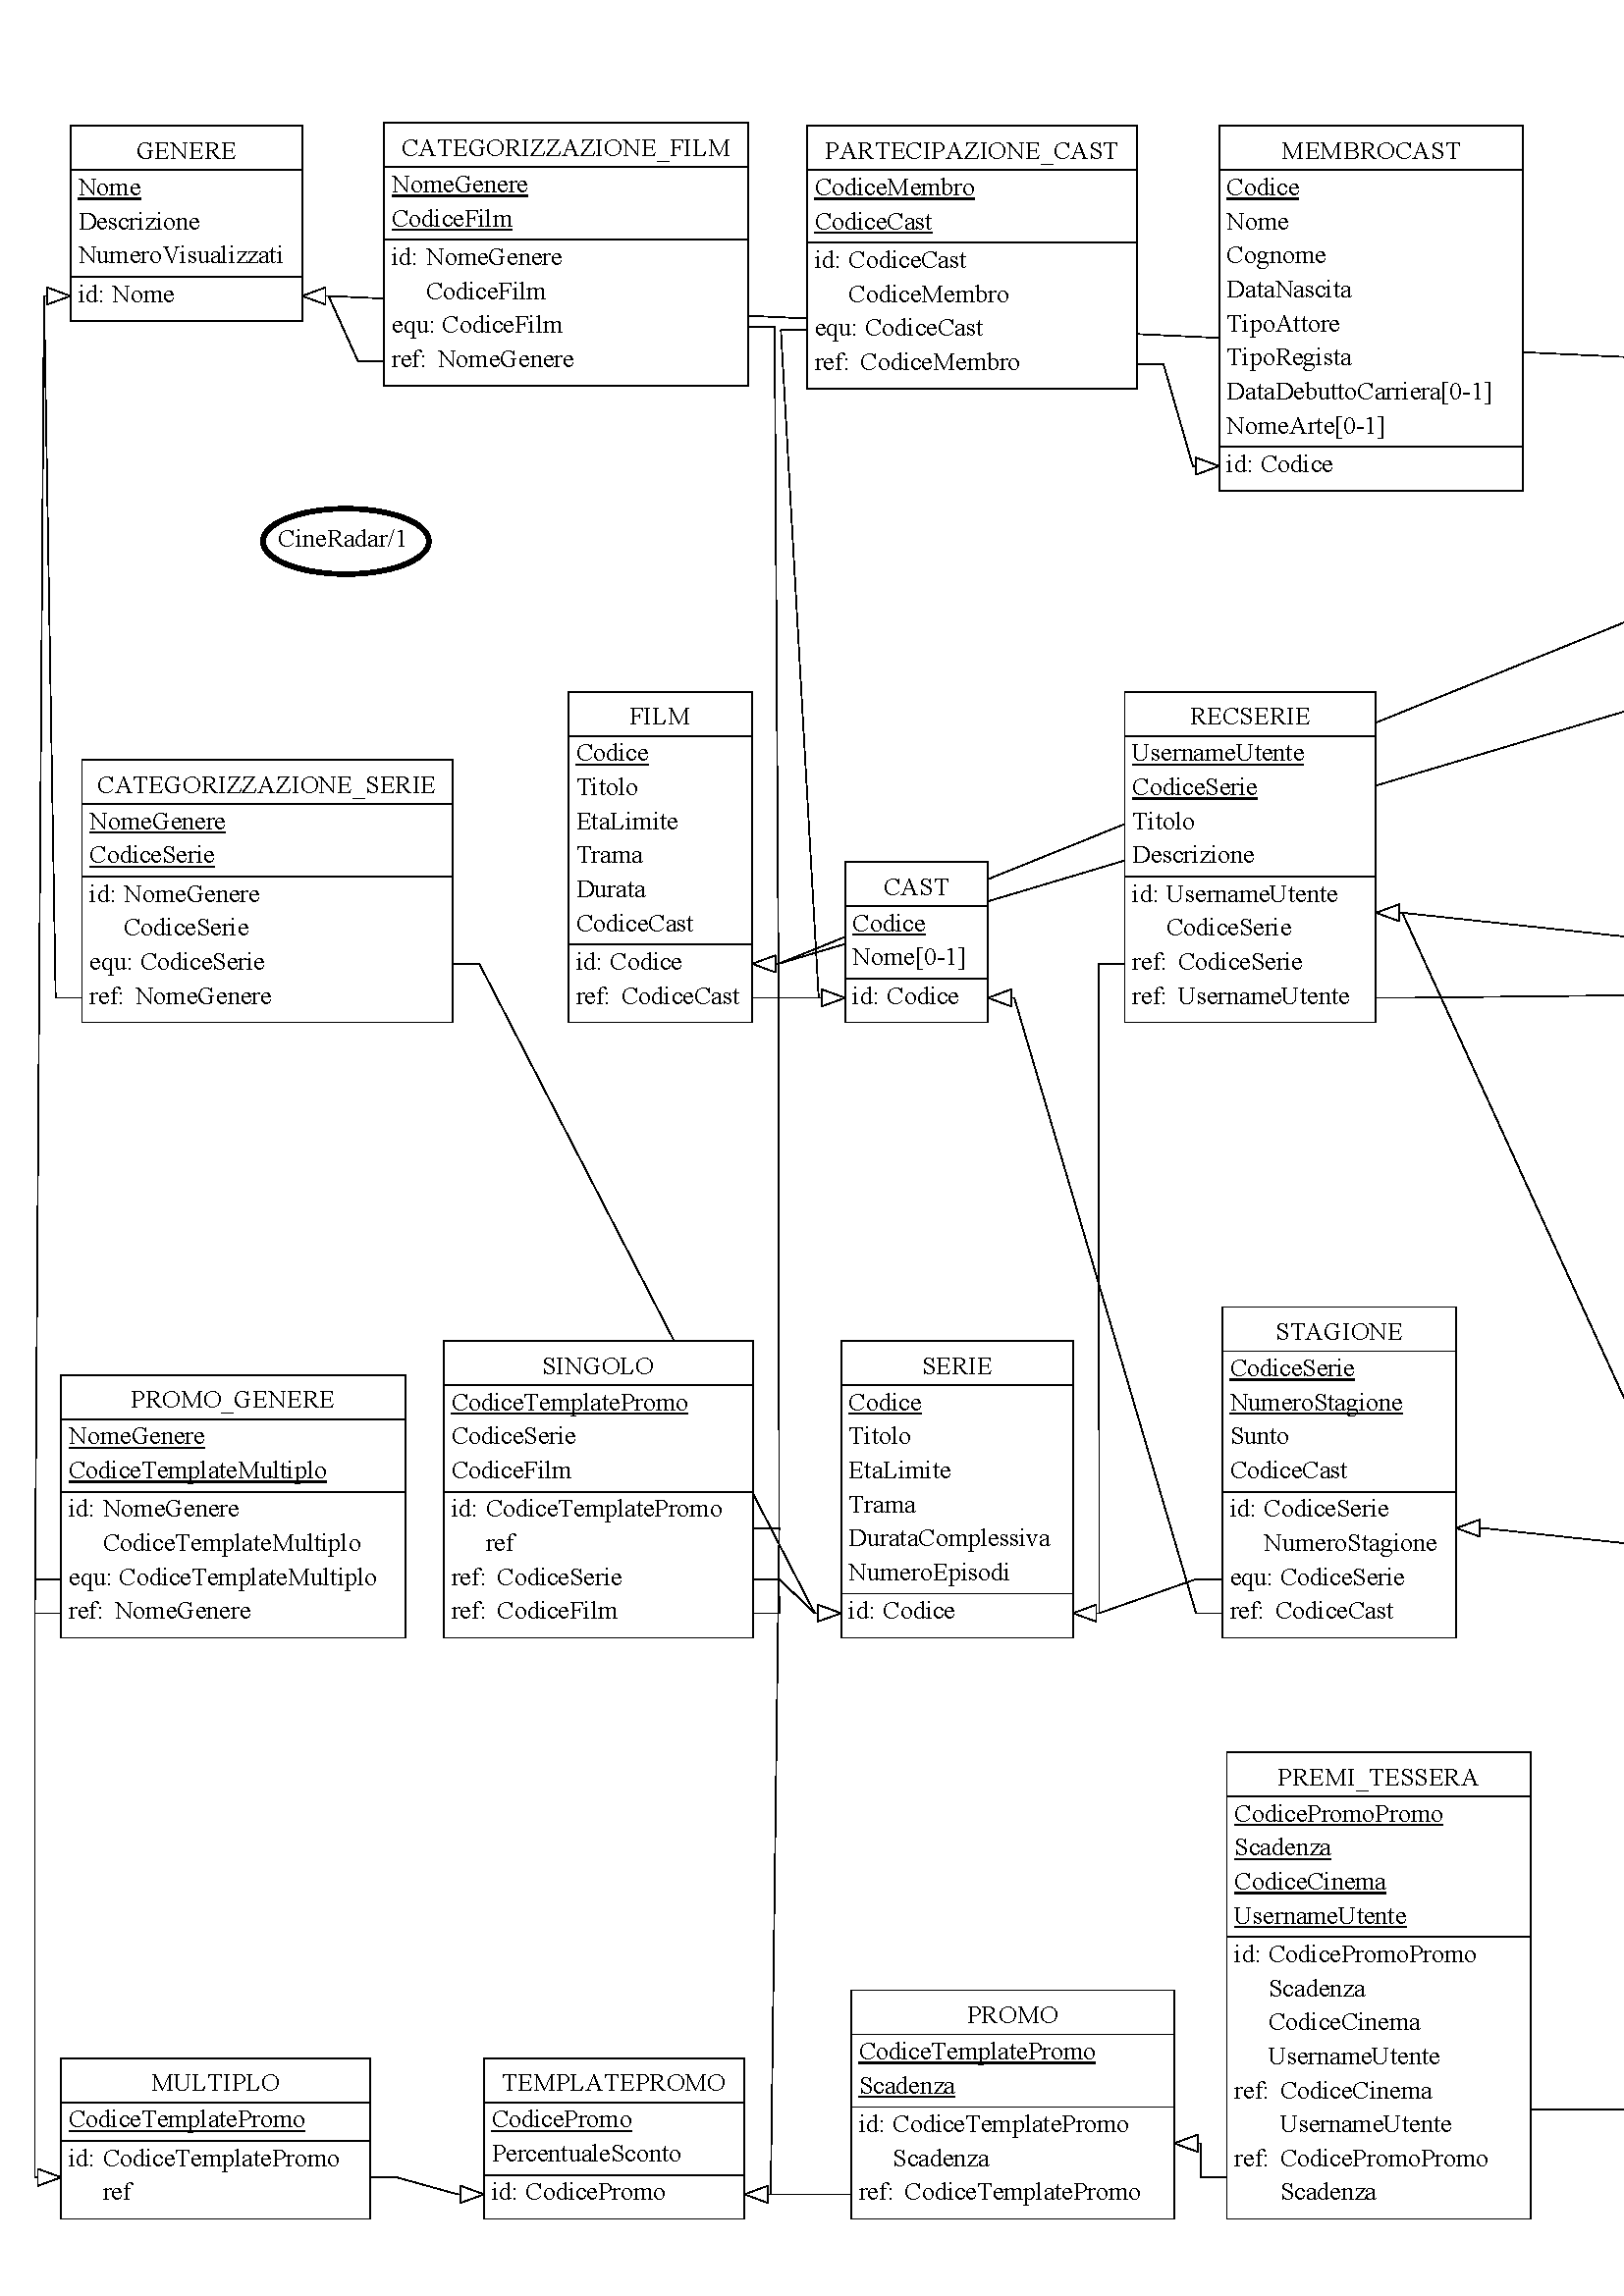 GENERE
Nome
Descrizione
NumeroVisualizzati
id: Nome
CATEGORIZZAZIONE_FILM
NomeGenere
CodiceFilm
id: NomeGenere
CodiceFilm
equ: CodiceFilm
ref: NomeGenere
PARTECIPAZIONE_CAST
CodiceMembro
CodiceCast
id: CodiceCast
CodiceMembro
equ: CodiceCast
ref: CodiceMembro
MEMBROCAST
Codice
Nome
Cognome
DataNascita
TipoAttore
TipoRegista
DataDebuttoCarriera[0-1]
NomeArte[0-1]
id: Codice
CineRadar/1
CATEGORIZZAZIONE_SERIE
NomeGenere
CodiceSerie
id: NomeGenere
CodiceSerie
equ: CodiceSerie
ref: NomeGenere
FILM
Codice
Titolo
EtaLimite
Trama
Durata
CodiceCast
id: Codice
ref: CodiceCast
CAST
Codice
Nome[0-1]
id: Codice
RECSERIE
UsernameUtente
CodiceSerie
Titolo
Descrizione
id: UsernameUtente
CodiceSerie
ref: CodiceSerie
ref: UsernameUtente
PROMO_GENERE
NomeGenere
CodiceTemplateMultiplo
id: NomeGenere
CodiceTemplateMultiplo
equ: CodiceTemplateMultiplo
ref: NomeGenere
SINGOLO
CodiceTemplatePromo
CodiceSerie
CodiceFilm
id: CodiceTemplatePromo
ref
ref: CodiceSerie
ref: CodiceFilm
SERIE
Codice
Titolo
EtaLimite
Trama
DurataComplessiva
NumeroEpisodi
id: Codice
STAGIONE
CodiceSerie
NumeroStagione
Sunto
CodiceCast
id: CodiceSerie
NumeroStagione
equ: CodiceSerie
ref: CodiceCast
MULTIPLO
CodiceTemplatePromo
id: CodiceTemplatePromo
ref
TEMPLATEPROMO
CodicePromo
PercentualeSconto
id: CodicePromo
PROMO
CodiceTemplatePromo
Scadenza
id: CodiceTemplatePromo
Scadenza
ref: CodiceTemplatePromo
PREMI_TESSERA
CodicePromoPromo
Scadenza
CodiceCinema
UsernameUtente
id: CodicePromoPromo
Scadenza
CodiceCinema
UsernameUtente
ref: CodiceCinema
UsernameUtente
ref: CodicePromoPromo
Scadenza